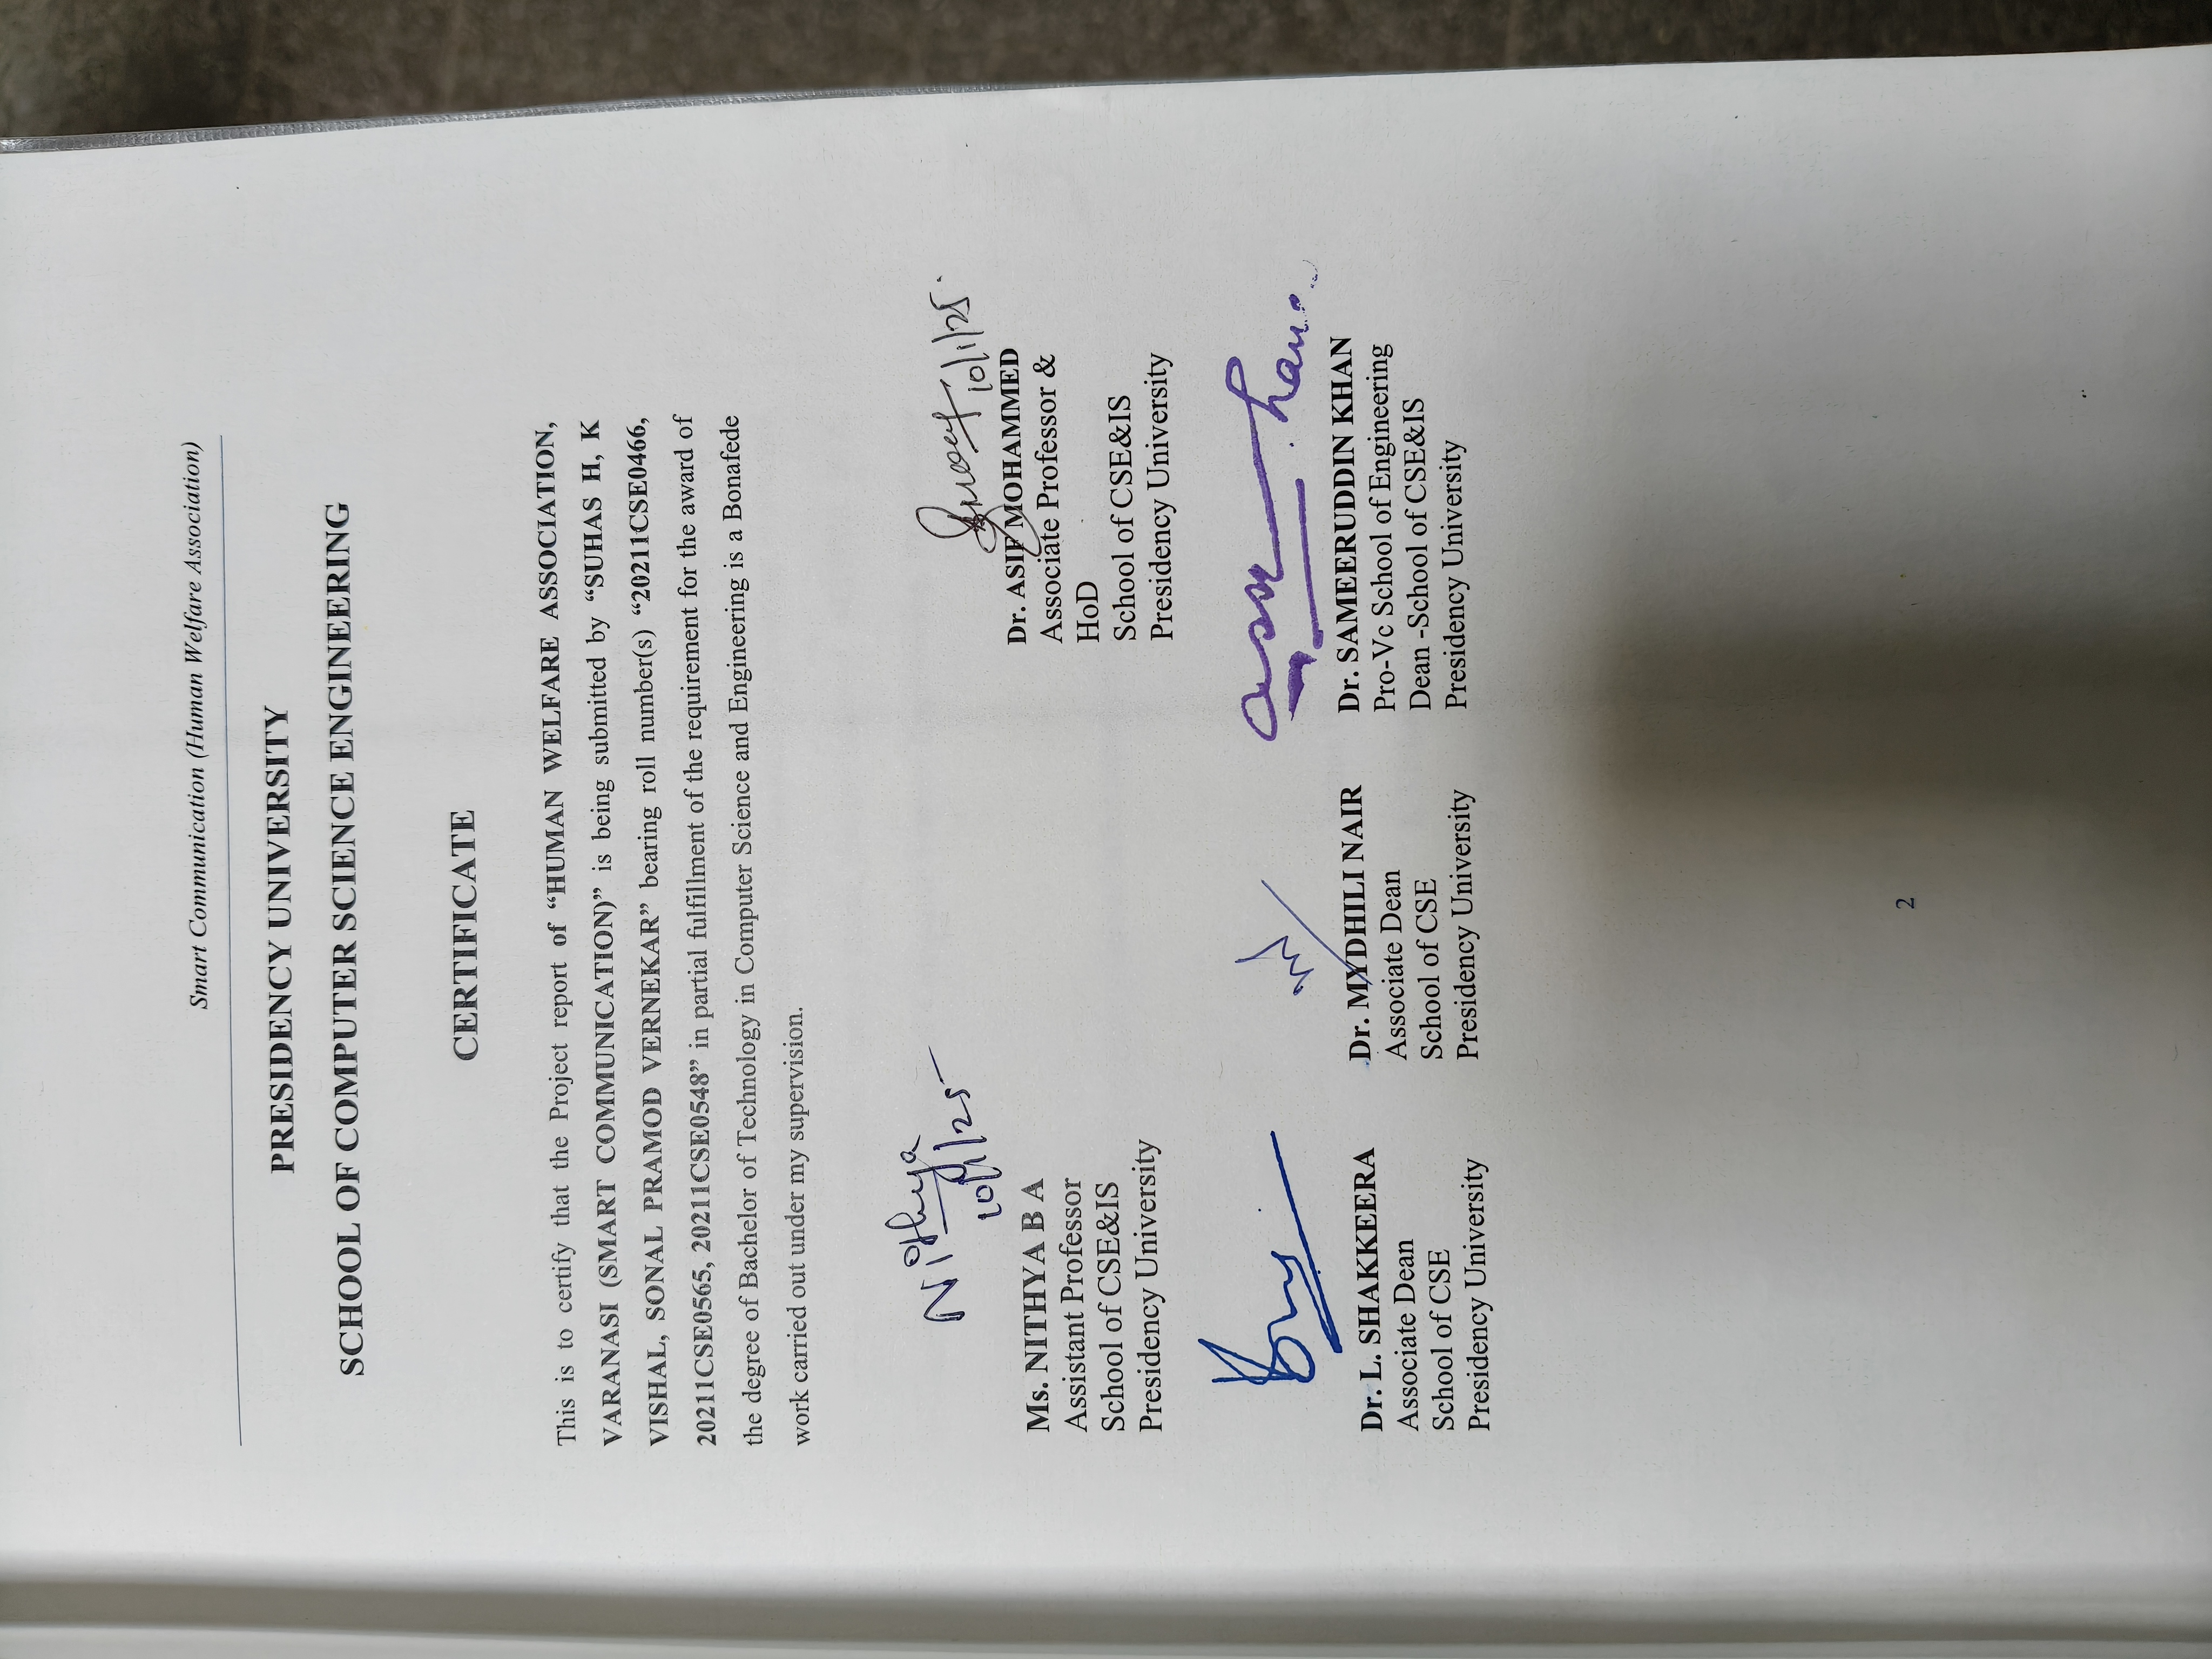 Smart Communication (Human Welfare Association)
PRESIDENCY UNIVERSITY
SCHOOL OF COMPUTER SCIENCE ENGINEERING
CERTIFICATE
This is to certify that the Project report of “HUMAN WELFARE ASSOCIATION,
VARANASI (SMART COMMUNICATION)” is being submitted by “SUHAS H, K
VISHAL, SONAL PRAMOD VERNEKAR” bearing roll number(s) “20211CSE0466,
20211CSE0565, 20211CSE0548” in partial fulfillment of the requirement for the award of
the degree of Bachelor of Technology in Computer Science and Engineering is a Bonafede
work carried out under my supervision.
Nithya
10/1/25
Ms. NITHYA B A
Assistant Professor
School of CSE&IS
Presidency University
10/1/25.
Dr. ASIF MOHAMMED
Associate Professor &
HoD
School of CSE&IS
Presidency University
Dr. L. SHAKKEERA
Associate Dean
School of CSE
Presidency University
Dr. MYDHILI NAIR
Associate Dean
School of CSE
Presidency University
Dr. SAMEERUDDIN KHAN
Pro-Vc School of Engineering
Dean -School of CSE&IS
Presidency University
2